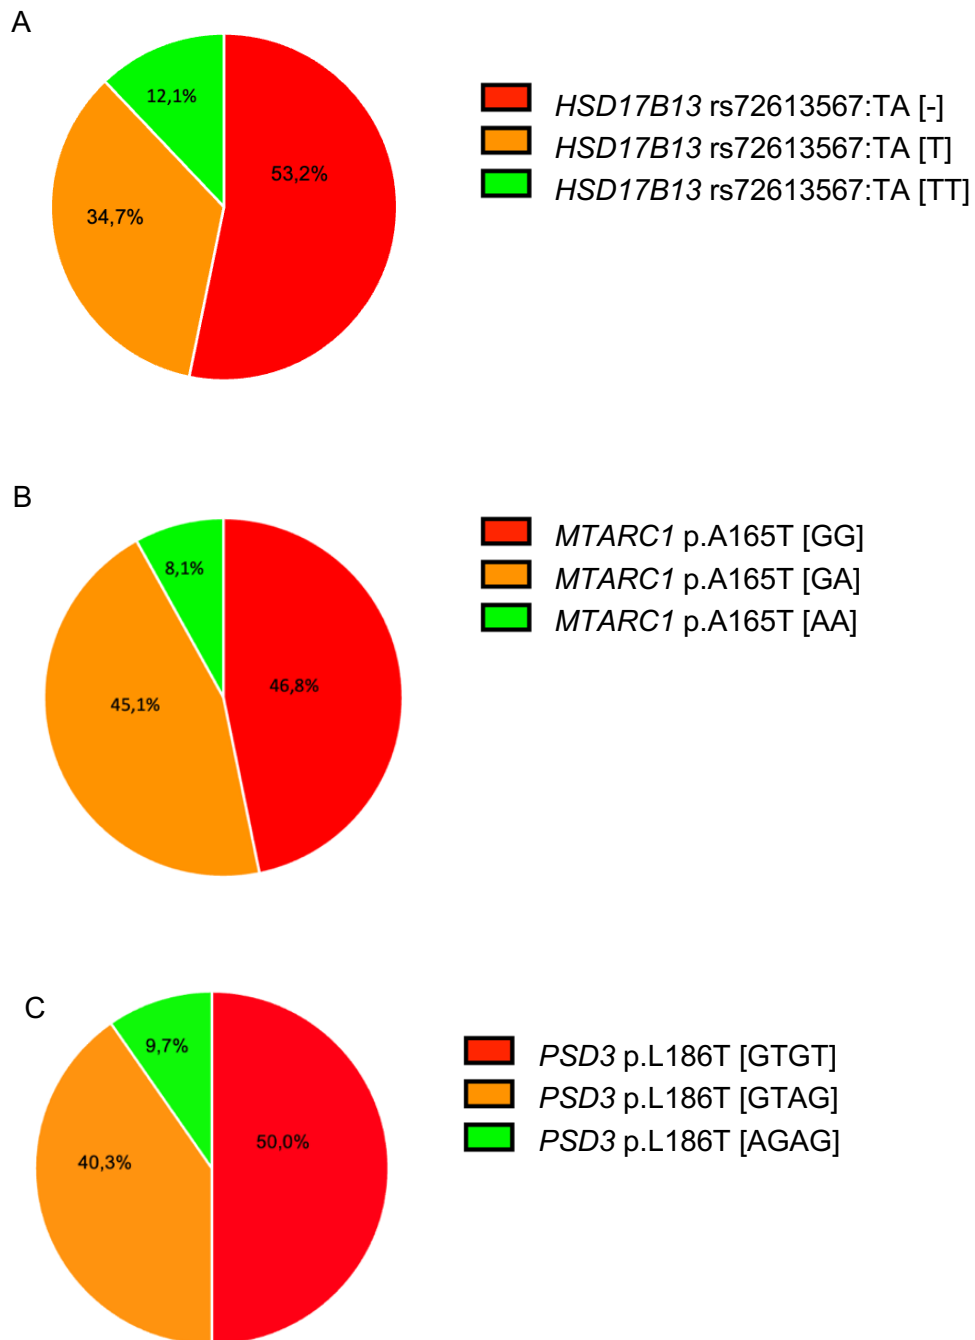 A
12,1%
53,2%
34,7%
HSD17B13 rs72613567:TA [-]
HSD17B13 rs72613567:TA [T]
HSD17B13 rs72613567:TA [TT]
B
8,1%
46,8%
45,1%
MTARC1 p.A165T [GG]
MTARC1 p.A165T [GA]
MTARC1 p.A165T [AA]
C
9,7%
50,0%
40,3%
PSD3 p.L186T [GTGT]
PSD3 p.L186T [GTAG]
PSD3 p.L186T [AGAG]